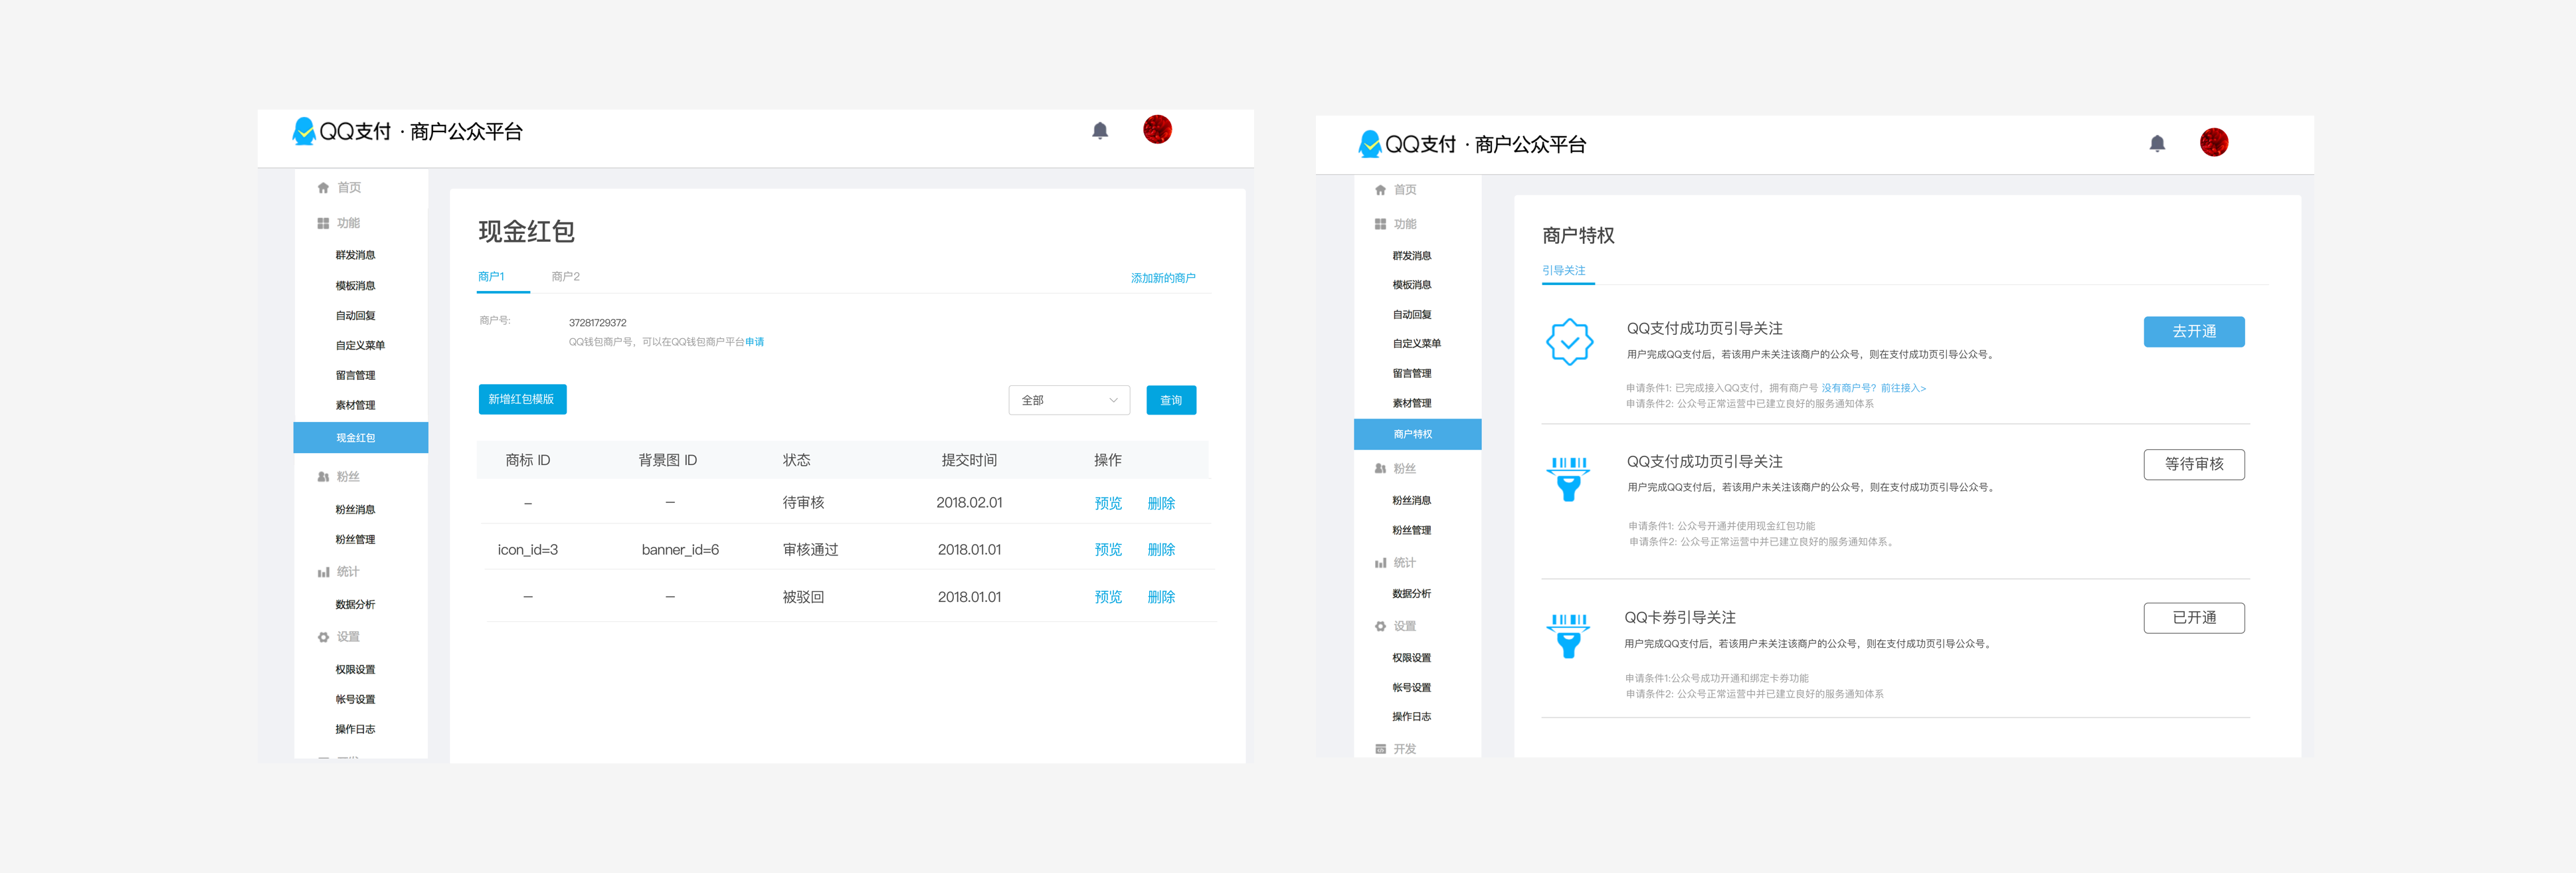 QQ支付 · 商户公众平台
首页
功能
群发消息
模板消息
自动回复
自定义菜单
留言管理
素材管理
现金红包
粉丝
粉丝消息
粉丝管理
统计
数据分析
设置
权限设置
帐号设置
操作日志
现金红包
商户1 商户2 添加新的商户
商户号: 37281729372
QQ钱包商户号，可以在QQ钱包商户平台申请
新增红包模版 全部 查询
商标 ID 背景图 ID 状态 提交时间 操作
– – 待审核 2018.02.01 预览 删除
icon_id=3 banner_id=6 审核通过 2018.01.01 预览 删除
– – 被驳回 2018.01.01 预览 删除
QQ支付 · 商户公众平台
首页
功能
群发消息
模板消息
自动回复
自定义菜单
留言管理
素材管理
商户特权
粉丝
粉丝消息
粉丝管理
统计
数据分析
设置
权限设置
帐号设置
操作日志
开发
商户特权
引导关注
QQ支付成功页引导关注 去开通
用户完成QQ支付后，若该用户未关注该商户的公众号，则在支付成功页引导公众号。
申请条件1: 已完成接入QQ支付，拥有商户号 没有商户号？前往接入>
申请条件2: 公众号正常运营中已建立良好的服务通知体系
QQ支付成功页引导关注 等待审核
用户完成QQ支付后，若该用户未关注该商户的公众号，则在支付成功页引导公众号。
申请条件1: 公众号开通并使用现金红包功能
申请条件2: 公众号正常运营中并已建立良好的服务通知体系。
QQ卡券引导关注 已开通
用户完成QQ支付后，若该用户未关注该商户的公众号，则在支付成功页引导公众号。
申请条件1:公众号成功开通和绑定卡券功能
申请条件2: 公众号正常运营中并已建立良好的服务通知体系